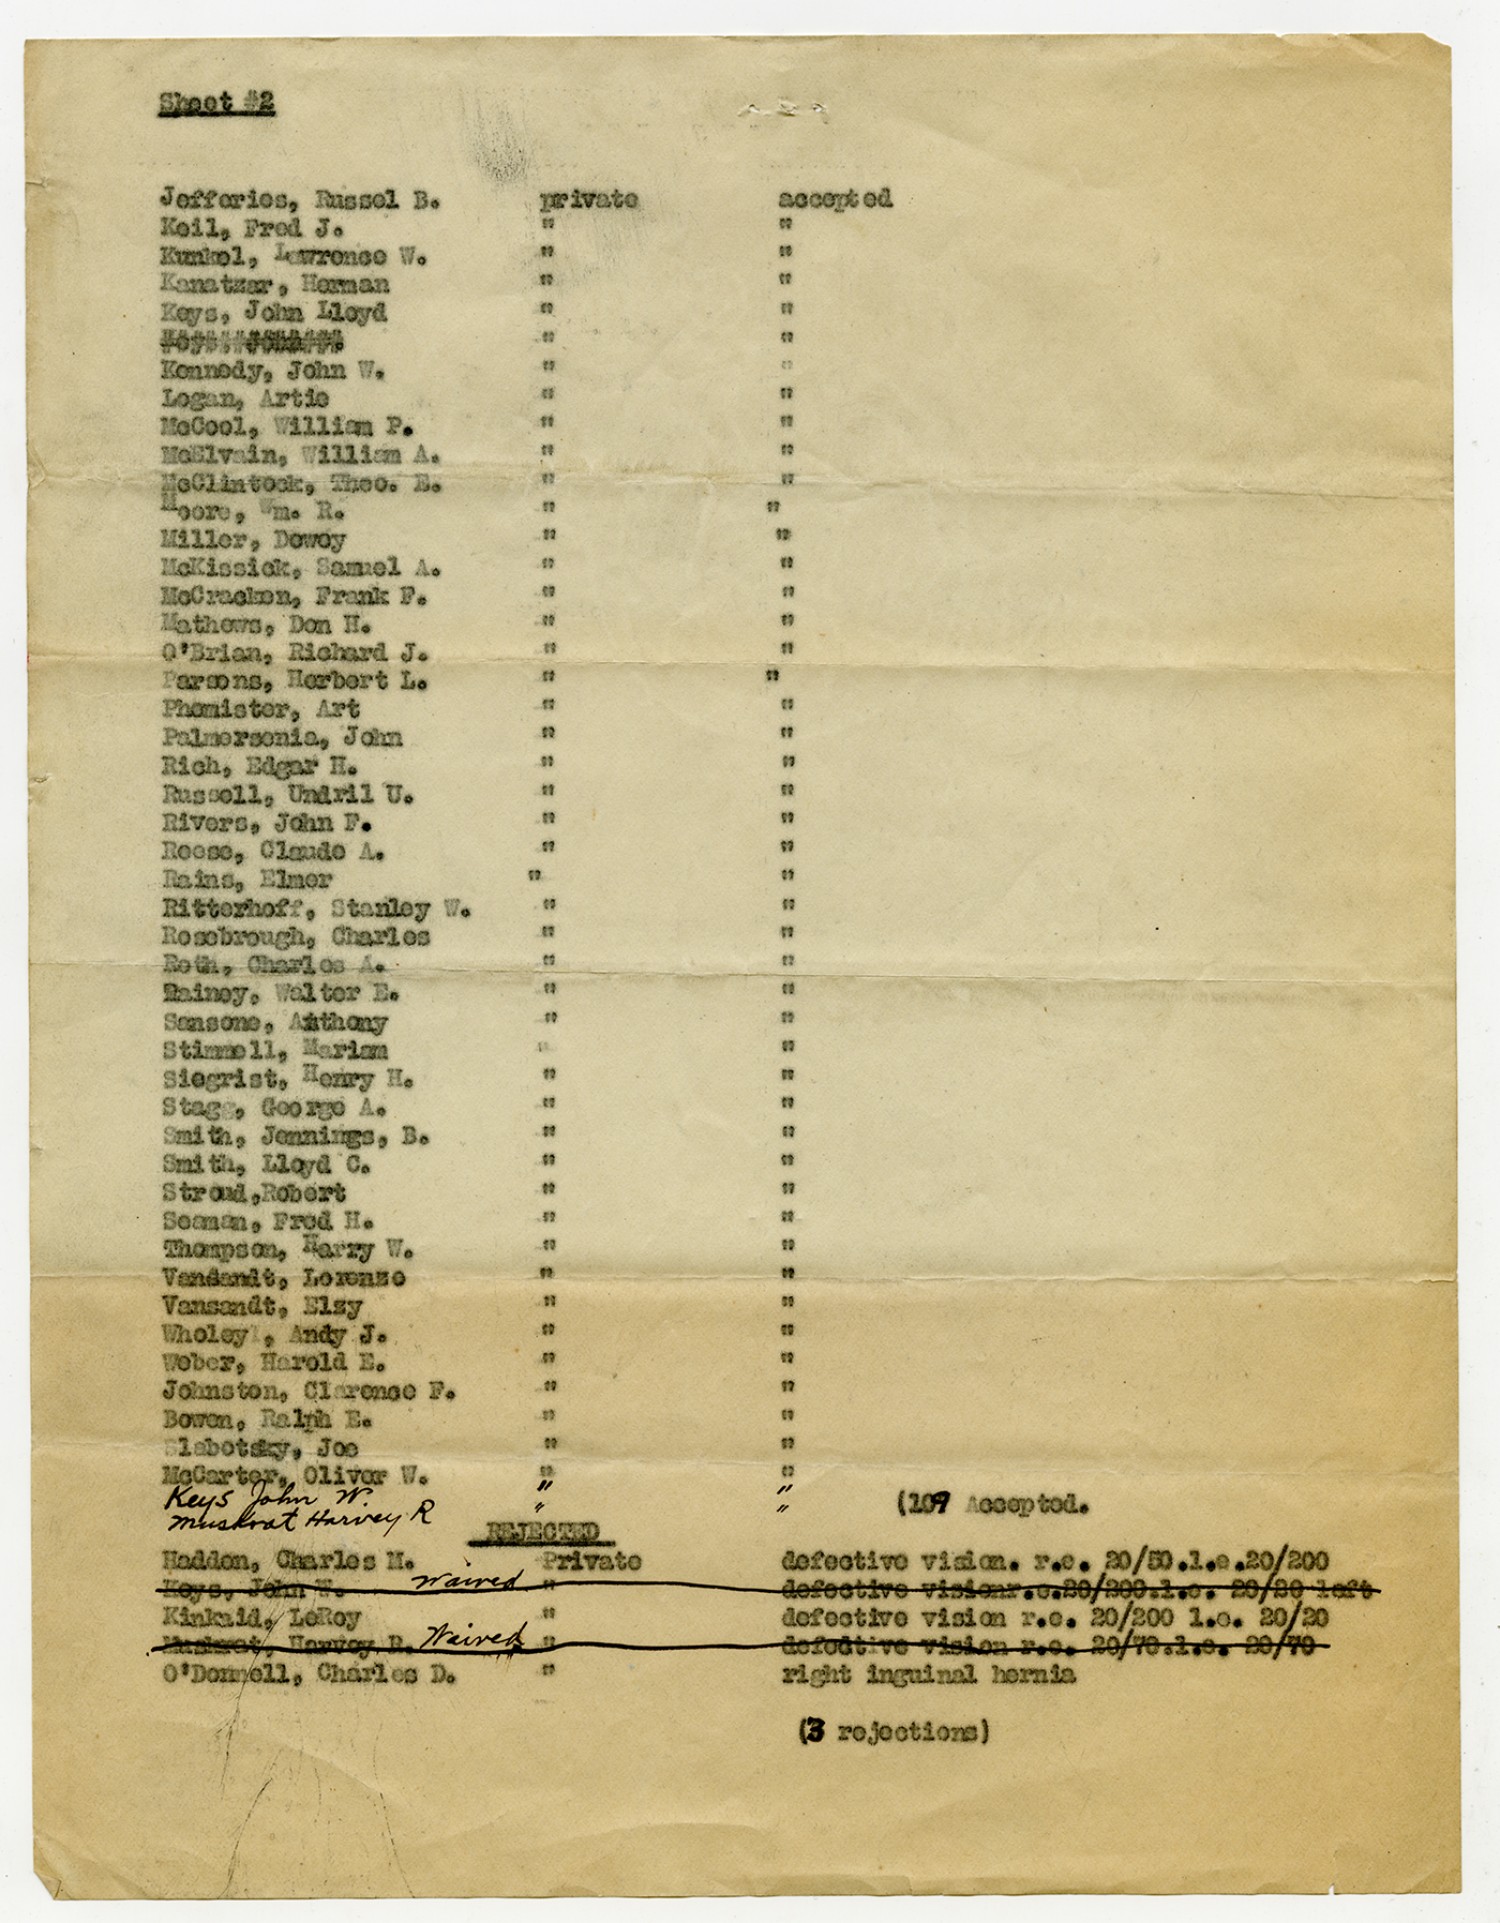 Sheet #2
Jefferies, Russel B. private accepted
Keil, Fred J. " "
Kunkel, Lawrence W. " "
Kanatzar, Herman " "
Keys, John Lloyd " "
" "
Kennedy, John W. " "
Logan, Artie " "
McCool, William P. " "
McElvain, William A. " "
McClintock, Theo. E. " "
Moore, Wm. R. " "
Miller, Dewey " "
McKissick, Samuel A. " "
McCracken, Frank F. " "
Mathews, Don H. " "
O'Brian, Richard J. " "
Parsons, Herbert L. " "
Phemister, Art " "
Palmersenia, John " "
Rich, Edgar H. " "
Russell, Undril U. " "
Rivers, John F. " "
Reese, Claude A. " "
Rains, Elmer " "
Ritterhoff, Stanley W. " "
Rosebrough, Charles " "
Roth, Charles A. " "
Rainey, Walter E. " "
Sansone, Anthony " "
Stimmell, Mariam " "
Siegrist, Henry H. " "
Stagg, George A. " "
Smith, Jennings, B. " "
Smith, Lloyd C. " "
Stroud,Robert " "
Seaman, Fred H. " "
Thompson, Harry W. " "
Vansandt, Lorenzo " "
Vansandt, Elzy " "
Wholey, Andy J. " "
Weber, Harold E. " "
Johnston, Clarence F. " "
Bowen, Ralph E. " "
Slabotsky, Joe " "
McCarter, Oliver W. " "
Keys John W. " " (109 Accepted.
Muskrat Harvey R " "
REJECTED
Haddon, Charles M. Private defective vision. r.e. 20/50.l.e.20/200
Keys, John W. Waived " defective visionr.e.20/200.l.e. 20/20 left
Kinkaid, LeRoy " defective vision r.e. 20/200 l.e. 20/20
Muskrat, Harvey R. Waived " defedtive vision r.e. 20/70.l.e. 20/70
O'Donnell, Charles D. " right inguinal hernia
(3 rejections)